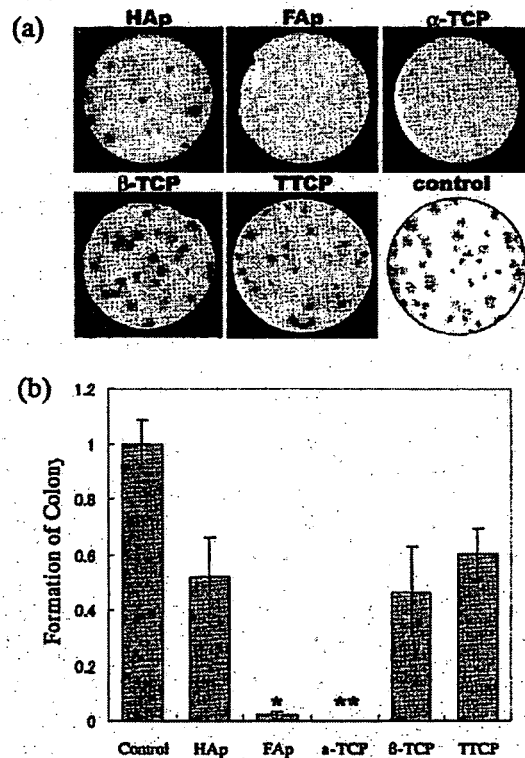 (a)
HAp FAp α-TCP
β-TCP TTCP control
(b)
Formation of Colony
1.2
1
0.8
0.6
0.4
0.2
0
* **
Control HAp FAp a-TCP β-TCP TTCP